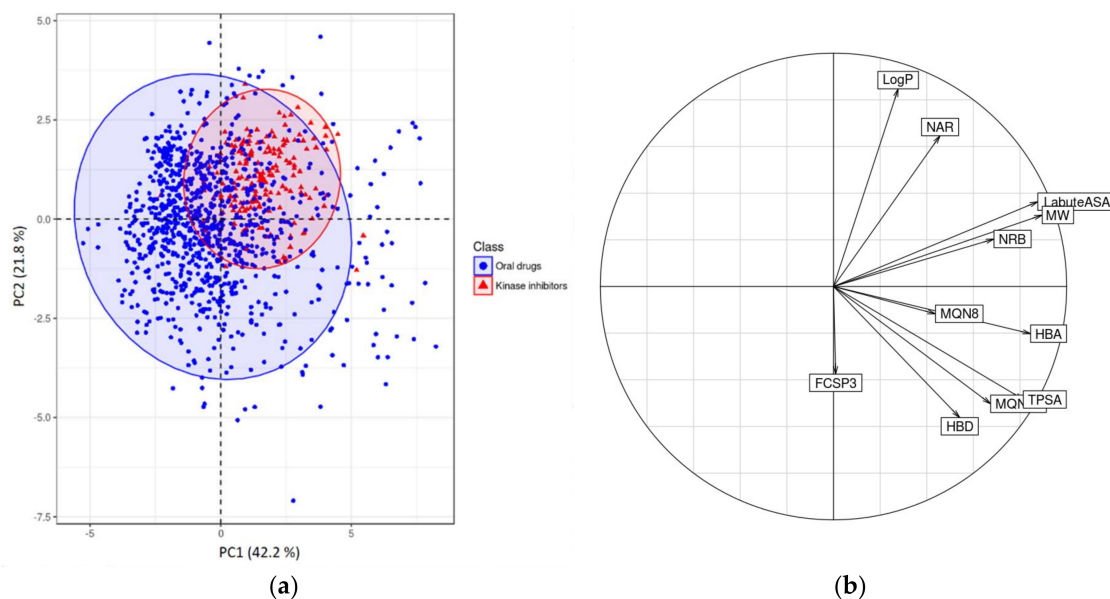 5.0
2.5
0.0
-2.5
-5.0
-7.5
PC2 (21.8 %)
-5
0
5
PC1 (42.2 %)
Class
Oral drugs
Kinase inhibitors
(a)
LogP
NAR
LabuteASA
MW
NRB
MQN8
HBA
FCSP3
TPSA
HBD
(b)